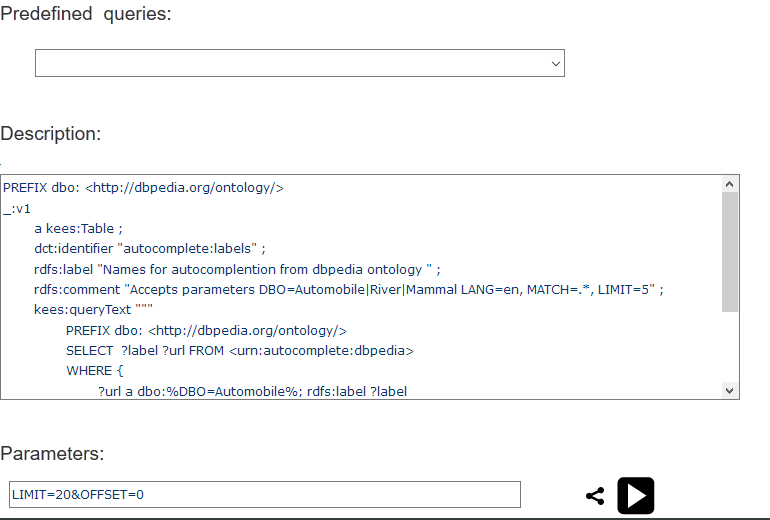 Predefined queries:
Description:
PREFIX dbo: <http://dbpedia.org/ontology/>
_:v1
a kees:Table ;
dct:identifier "autocomplete:labels" ;
rdfs:label "Names for autocomplention from dbpedia ontology " ;
rdfs:comment "Accepts parameters DBO=Automobile|River|Mammal LANG=en, MATCH=.*, LIMIT=5" ;
kees:queryText """
PREFIX dbo: <http://dbpedia.org/ontology/>
SELECT  ?label ?url FROM <urn:autocomplete:dbpedia>
WHERE {
?url a dbo:%DBO=Automobile%; rdfs:label ?label
Parameters:
LIMIT=20&OFFSET=0